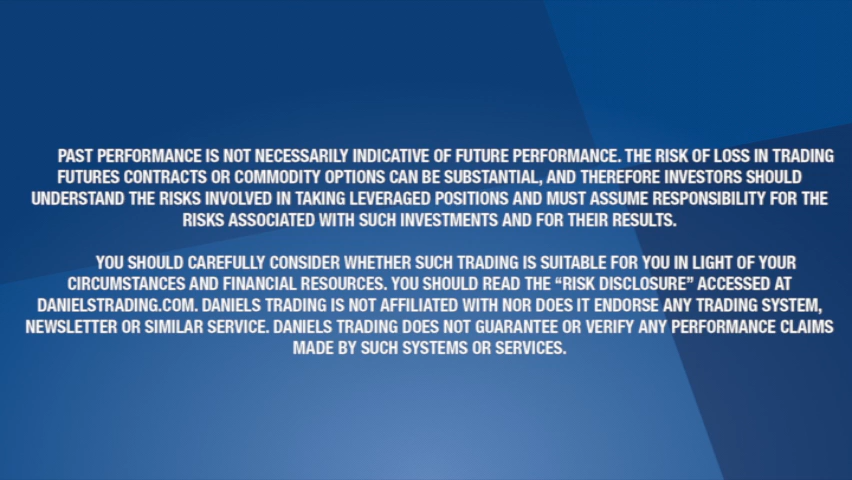 PAST PERFORMANCE IS NOT NECESSARILY INDICATIVE OF FUTURE PERFORMANCE. THE RISK OF LOSS IN TRADING
FUTURES CONTRACTS OR COMMODITY OPTIONS CAN BE SUBSTANTIAL, AND THEREFORE INVESTORS SHOULD
UNDERSTAND THE RISKS INVOLVED IN TAKING LEVERAGED POSITIONS AND MUST ASSUME RESPONSIBILITY FOR THE
RISKS ASSOCIATED WITH SUCH INVESTMENTS AND FOR THEIR RESULTS.
YOU SHOULD CAREFULLY CONSIDER WHETHER SUCH TRADING IS SUITABLE FOR YOU IN LIGHT OF YOUR
CIRCUMSTANCES AND FINANCIAL RESOURCES. YOU SHOULD READ THE “RISK DISCLOSURE” ACCESSED AT
DANIELSTRADING.COM. DANIELS TRADING IS NOT AFFILIATED WITH NOR DOES IT ENDORSE ANY TRADING SYSTEM,
NEWSLETTER OR SIMILAR SERVICE. DANIELS TRADING DOES NOT GUARANTEE OR VERIFY ANY PERFORMANCE CLAIMS
MADE BY SUCH SYSTEMS OR SERVICES.